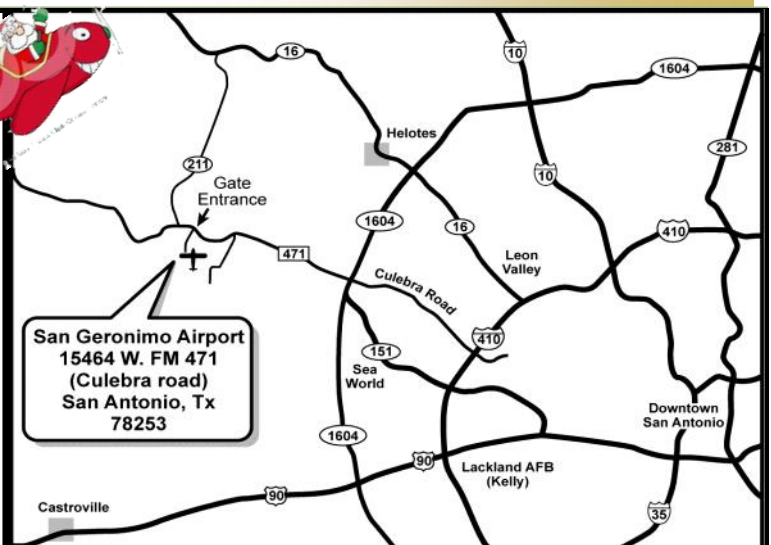 16
10
1604
Helotes
281
211
10
Gate
Entrance
1604
16
410
471
Leon
Valley
Culebra Road
San Geronimo Airport
15464 W. FM 471
(Culebra road)
San Antonio, Tx
78253
410
151
Sea
World
Downtown
San Antonio
1604
90
Lackland AFB
(Kelly)
90
Castroville
35